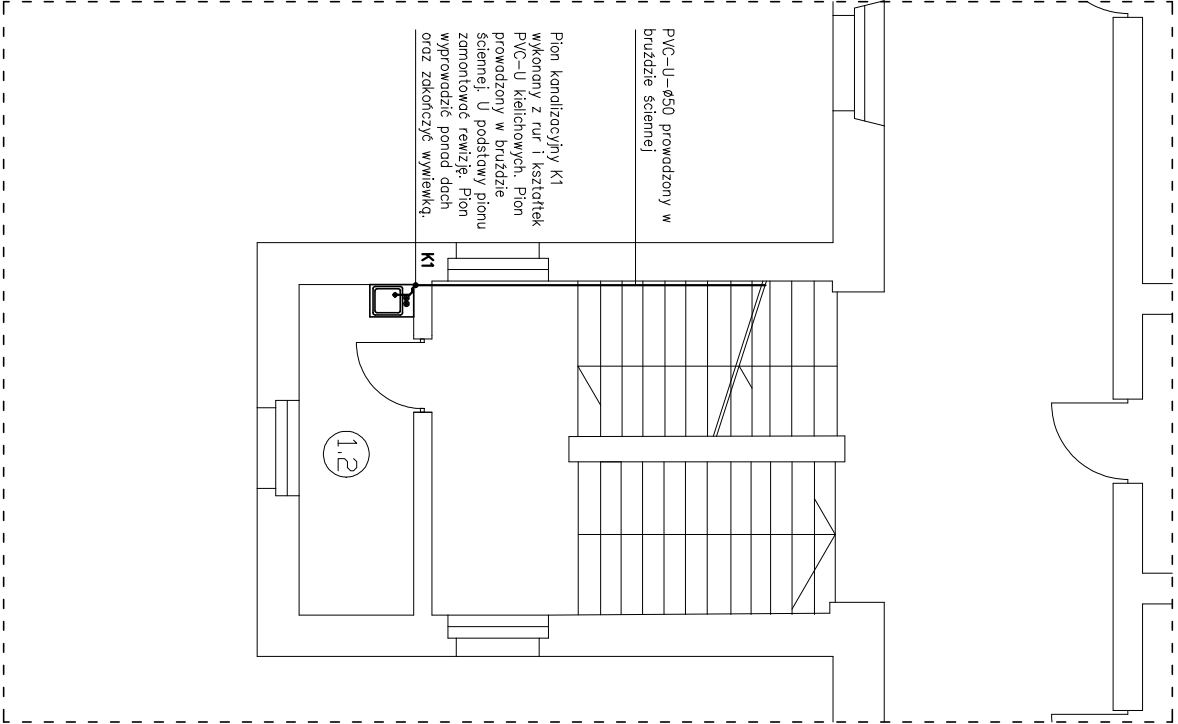 PVC-U-ø50 prowadzony w
bruździe ściennej
Pion kanalizacyjny K1
wykonany z rur i kształtek
PVC-U kielichowych. Pion
prowadzony w bruździe
ściennej. U podstawy pionu
zamontować rewizję. Pion
wyprowadzić ponad dach
oraz zakończyć wywiewką.
K1
1.2